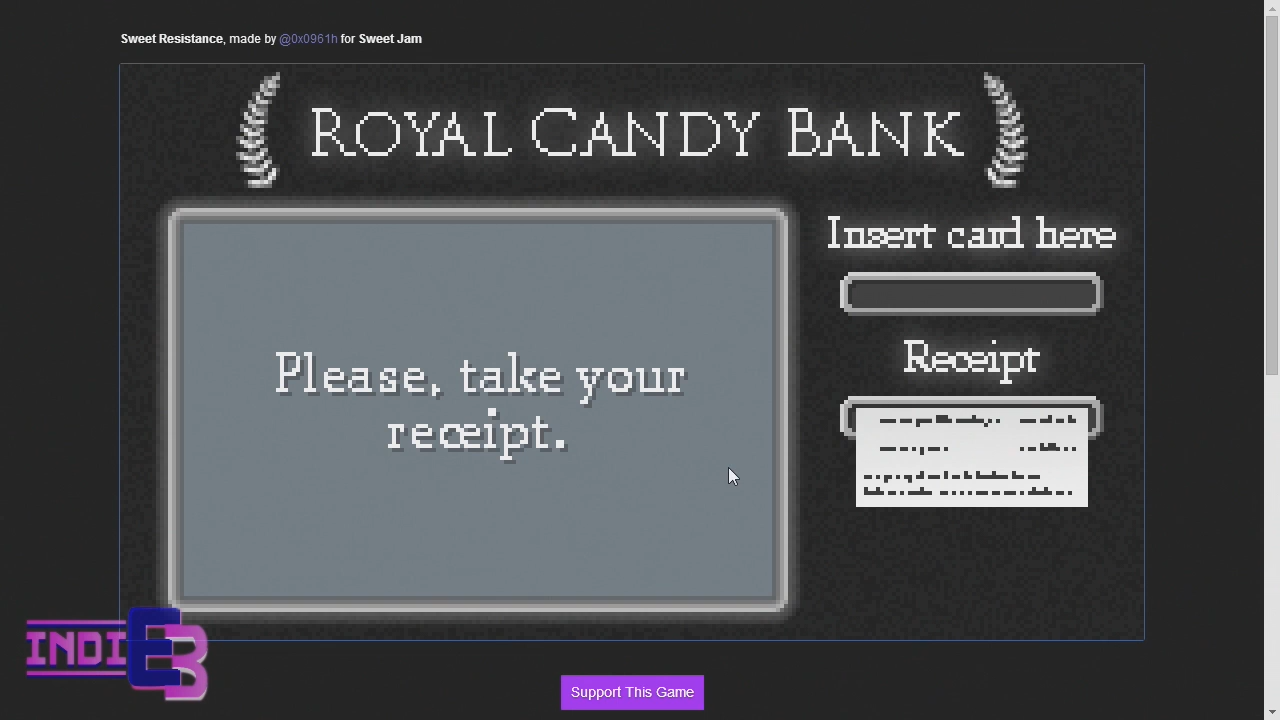 Sweet Resistance, made by @0x0961h for Sweet Jam
ROYAL CANDY BANK
Insert card here
Please, take your
receipt.
Receipt
INDIE3
Support This Game